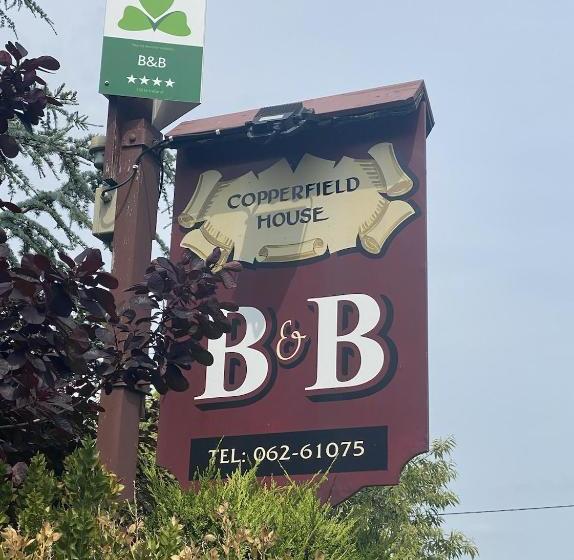 B&B
★★★★
COPPERFIELD
HOUSE
B & B
TEL: 062-61075